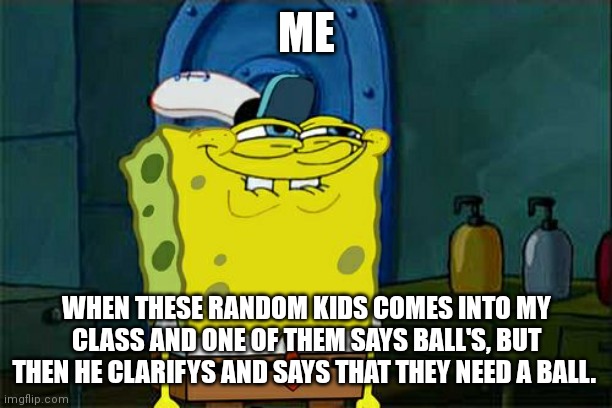 ME
WHEN THESE RANDOM KIDS COMES INTO MY
CLASS AND ONE OF THEM SAYS BALL'S, BUT
THEN HE CLARIFYS AND SAYS THAT THEY NEED A BALL.
imgflip.com